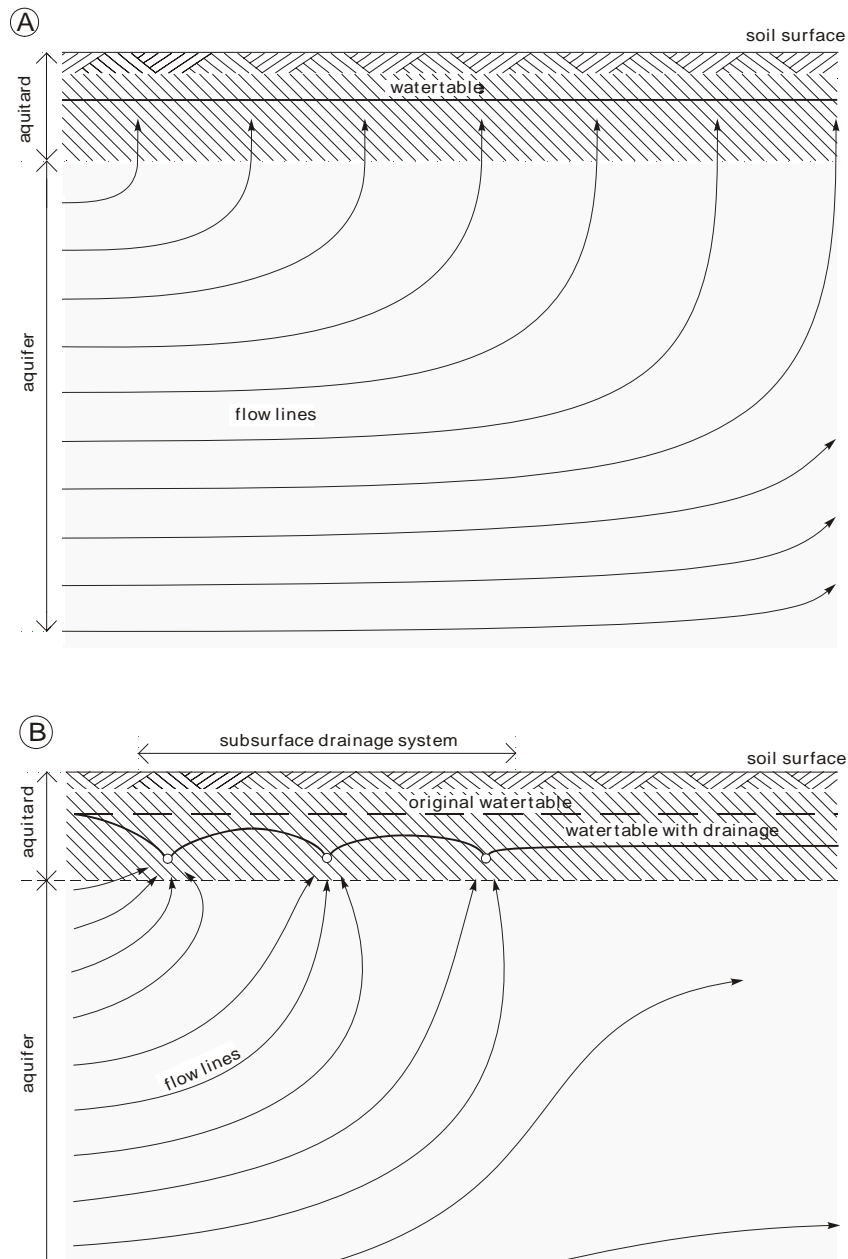 A
soil surface
watertable
aquitard
aquifer
flow lines
B
subsurface drainage system
soil surface
original watertable
watertable with drainage
aquitard
flow lines
aquifer